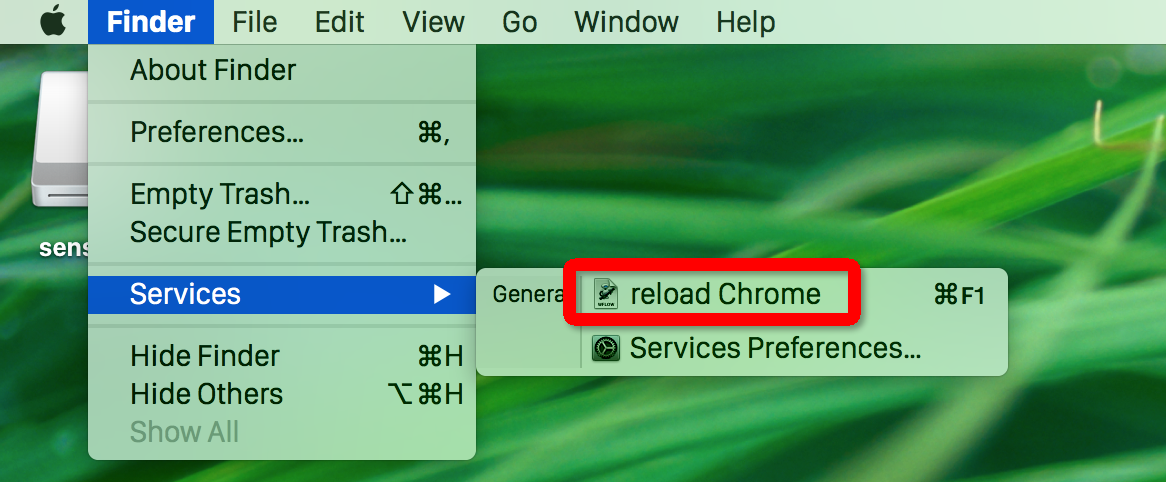 Finder File Edit View Go Window Help
About Finder
Preferences... ⌘,
Empty Trash... ⇧⌘...
Secure Empty Trash...
sens
Services ▶ Genera reload Chrome ⌘F1
Services Preferences...
Hide Finder ⌘H
Hide Others ⌥⌘H
Show All